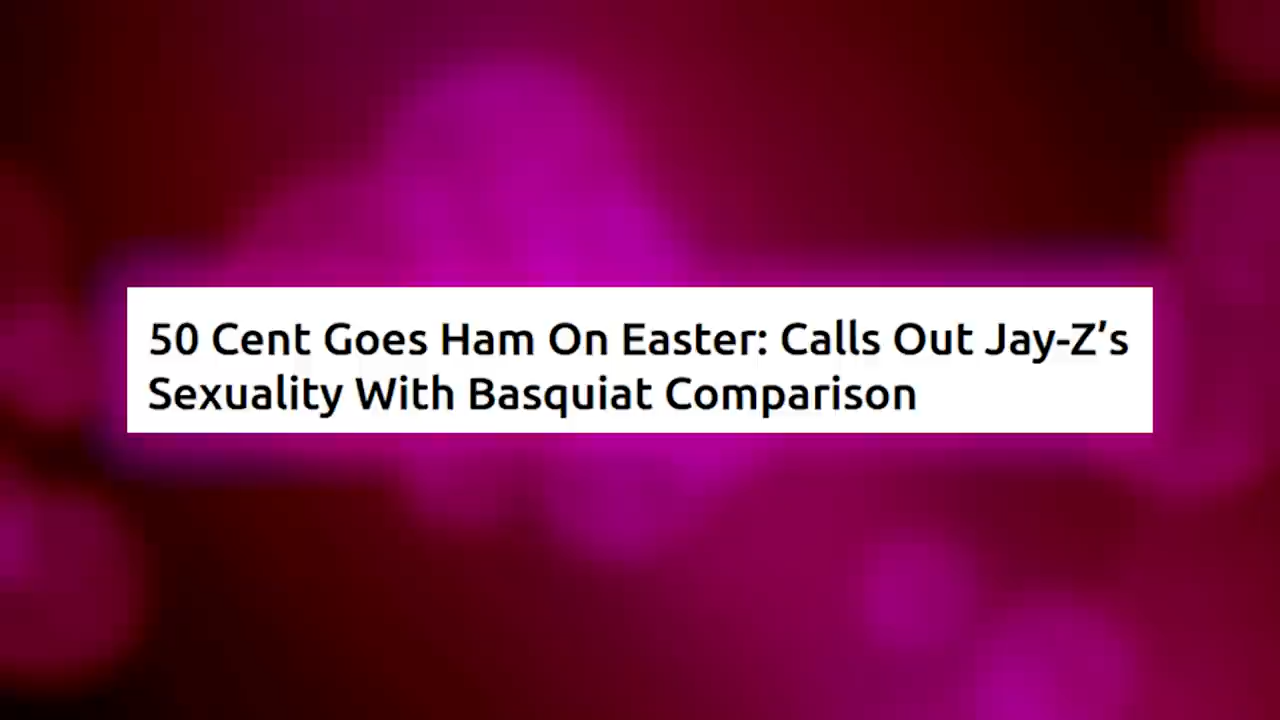 50 Cent Goes Ham On Easter: Calls Out Jay-Z’s
Sexuality With Basquiat Comparison